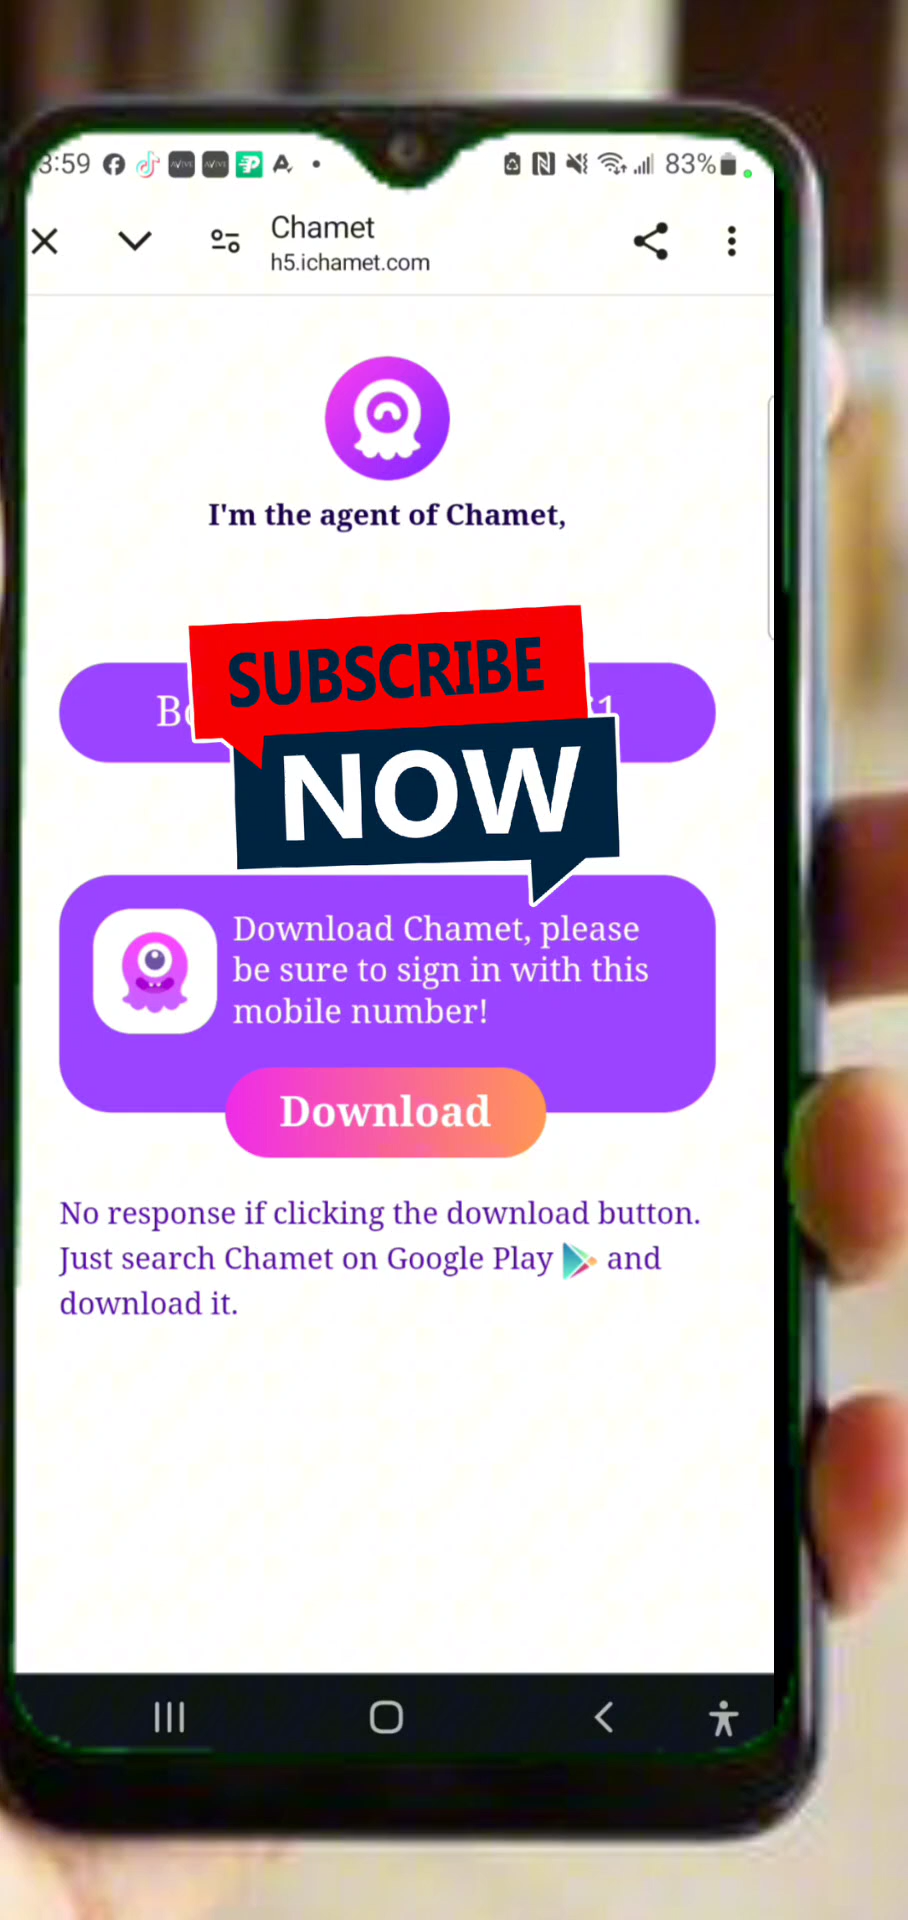 3:59
83%
Chamet
h5.ichamet.com
I'm the agent of Chamet,
SUBSCRIBE
NOW
Download Chamet, please
be sure to sign in with this
mobile number!
Download
No response if clicking the download button.
Just search Chamet on Google Play and
download it.